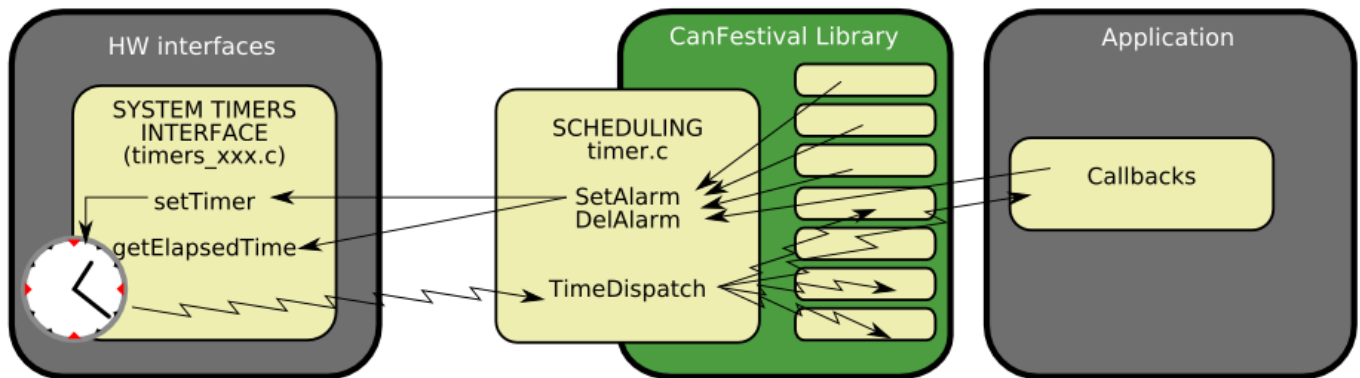 HW interfaces
SYSTEM TIMERS
INTERFACE
(timers_xxx.c)
setTimer
getElapsedTime
SCHEDULING
timer.c
SetAlarm
DelAlarm
TimeDispatch
CanFestival Library
Application
Callbacks